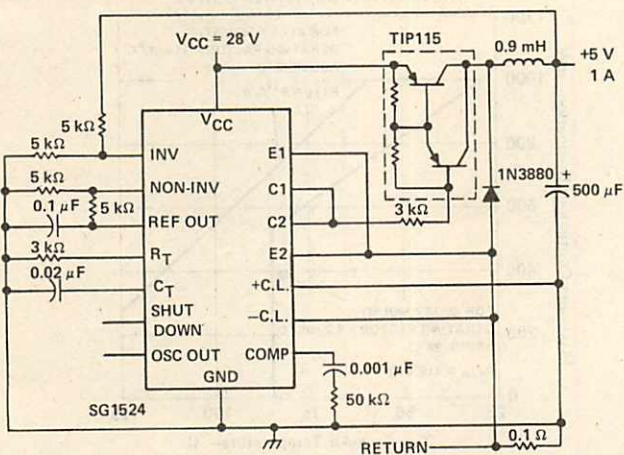 VCC = 28 V
TIP115
0.9 mH
+5 V
1 A
5 kΩ
VCC
5 kΩ
INV
E1
5 kΩ
NON-INV
C1
1N3880
+
500 μF
0.1 μF
5 kΩ
REF OUT
C2
3 kΩ
3 kΩ
RT
E2
0.02 μF
CT
+C.L.
SHUT
DOWN
−C.L.
OSC OUT
COMP
0.001 μF
GND
50 kΩ
SG1524
0.1 Ω
RETURN